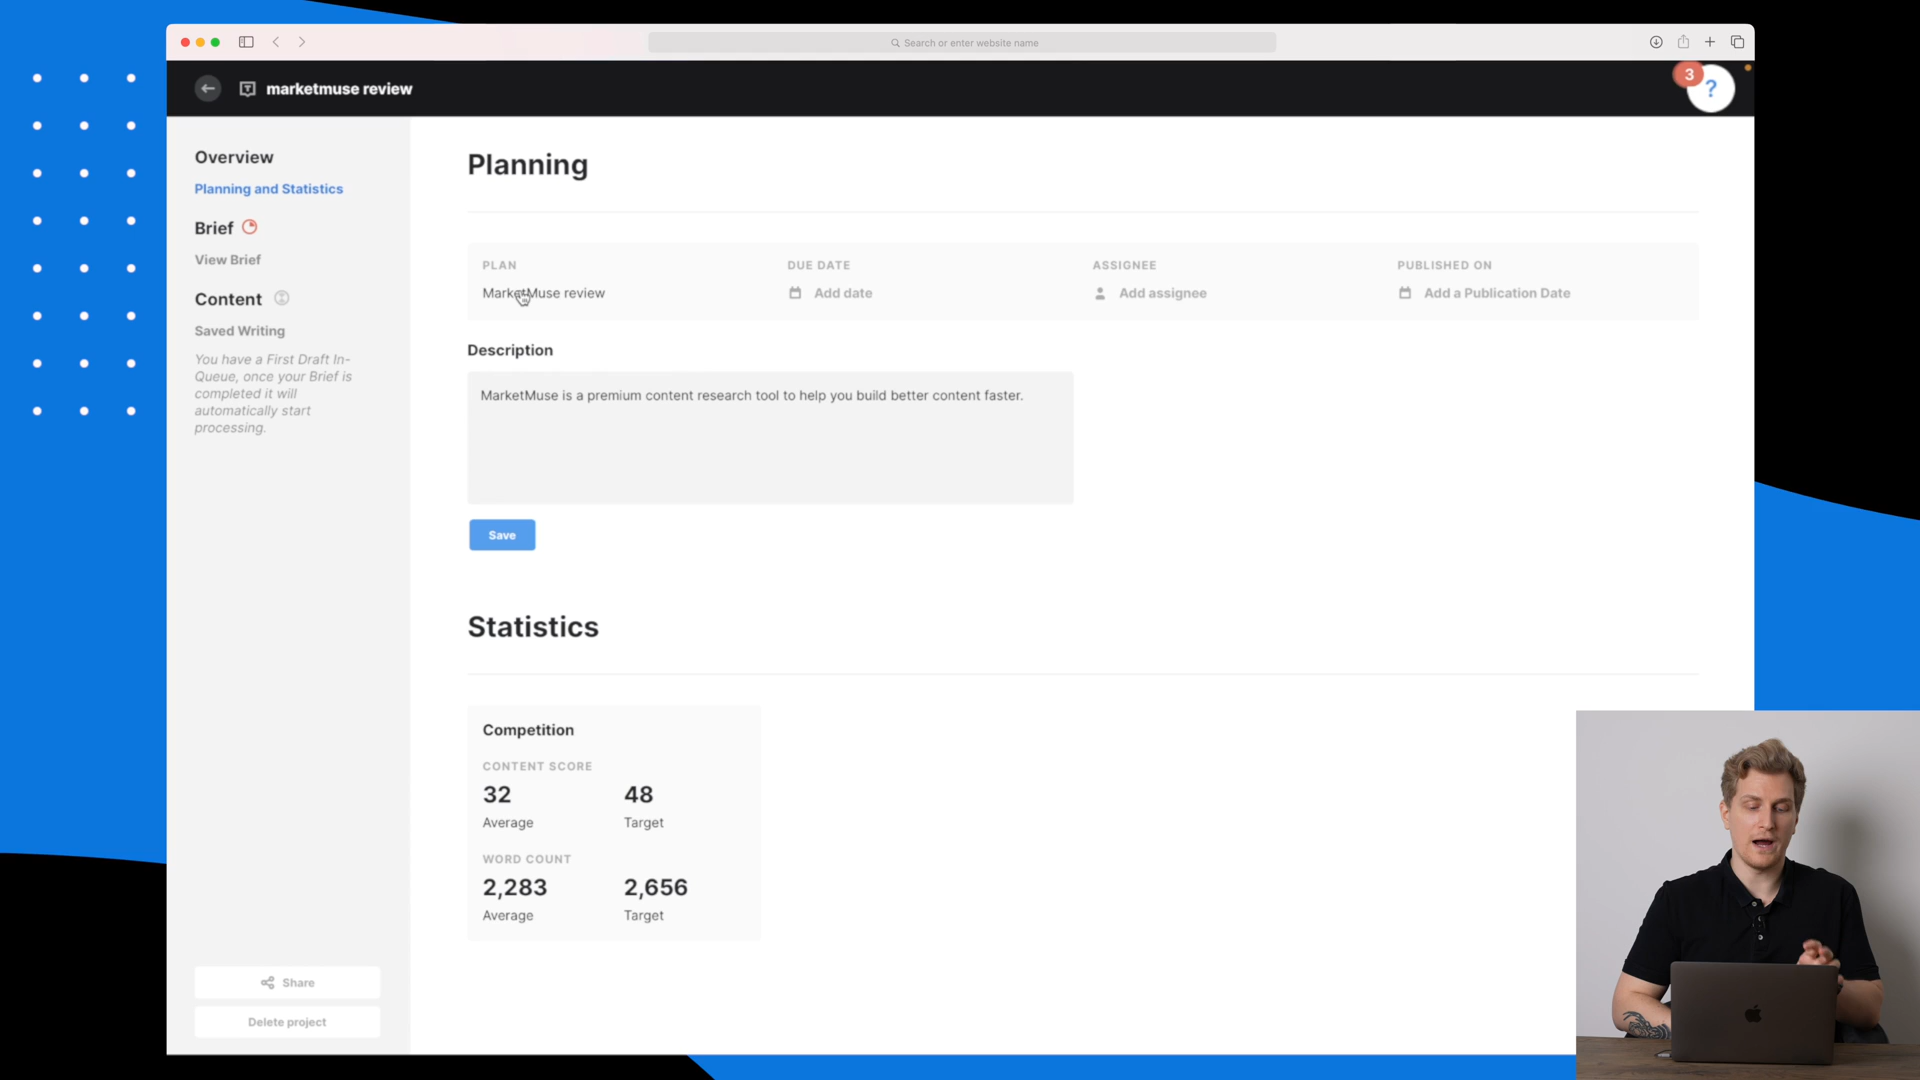 Search or enter website name
marketmuse review
3
?
Overview
Planning and Statistics
Brief
View Brief
Content
Saved Writing
You have a First Draft In-
Queue, once your Brief is
completed it will
automatically start
processing.
Share
Delete project
Planning
PLAN
MarketMuse review
DUE DATE
Add date
ASSIGNEE
Add assignee
PUBLISHED ON
Add a Publication Date
Description
MarketMuse is a premium content research tool to help you build better content faster.
Save
Statistics
Competition
CONTENT SCORE
32 48
Average Target
WORD COUNT
2,283 2,656
Average Target